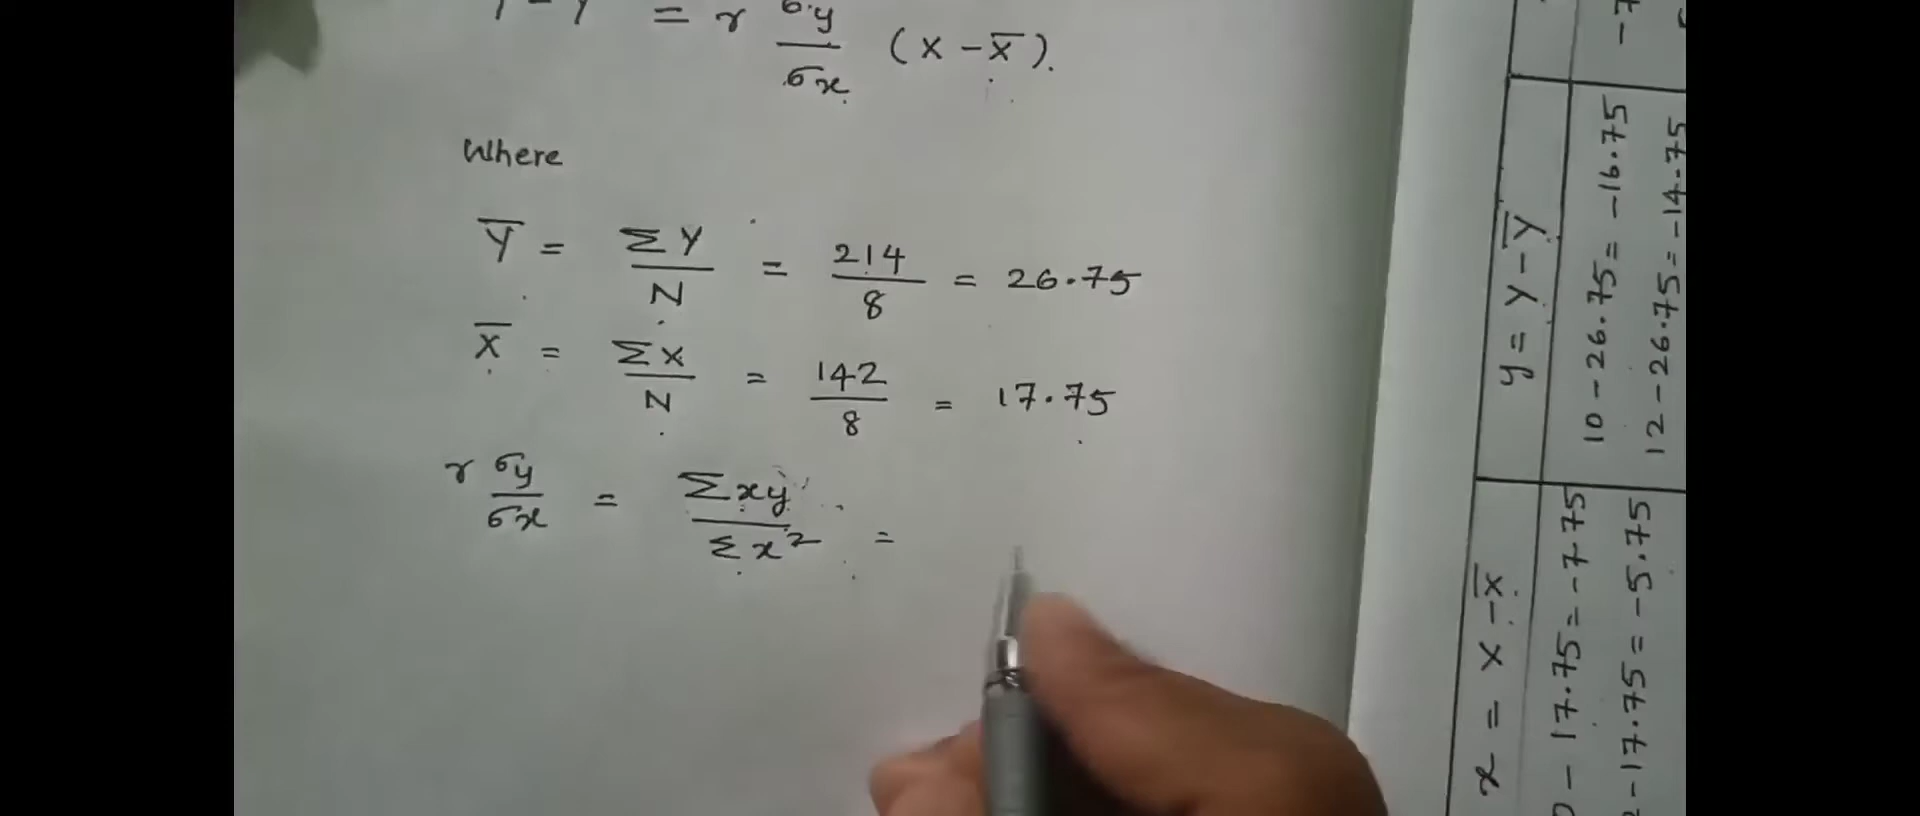 Y - Y̅ = r σy/σx (X - X̅).
Where
Y̅ = ΣY/N = 214/8 = 26.75
X̅ = ΣX/N = 142/8 = 17.75
r σy/σx = Σxy/Σx² =
x = X - X̅
y = Y - Y̅
- 17.75 = -7.75
10 - 26.75 = -16.75
- 17.75 = -5.75
12 - 26.75 = -14.75